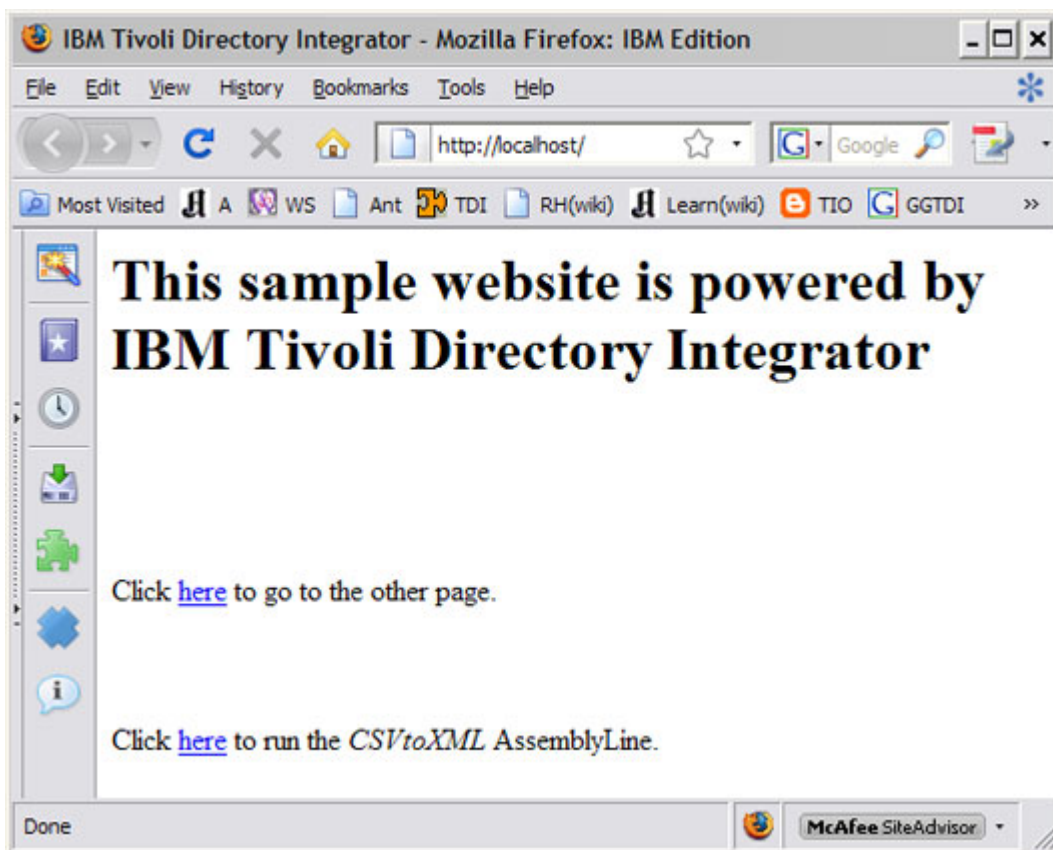 IBM Tivoli Directory Integrator - Mozilla Firefox: IBM Edition
File Edit View History Bookmarks Tools Help
http://localhost/ G Google
Most Visited A WS Ant TDI RH(wiki) Learn(wiki) TIO GGTDI »
This sample website is powered by
IBM Tivoli Directory Integrator
Click here to go to the other page.
Click here to run the CSVtoXML AssemblyLine.
Done McAfee SiteAdvisor